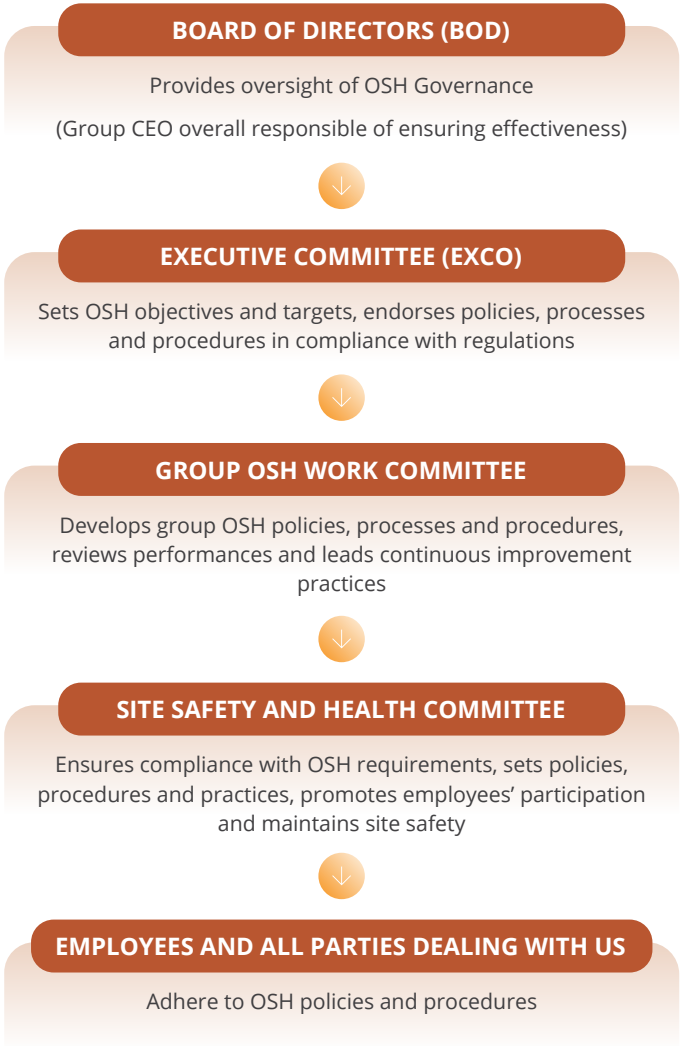 BOARD OF DIRECTORS (BOD)
Provides oversight of OSH Governance
(Group CEO overall responsible of ensuring effectiveness)
EXECUTIVE COMMITTEE (EXCO)
Sets OSH objectives and targets, endorses policies, processes
and procedures in compliance with regulations
GROUP OSH WORK COMMITTEE
Develops group OSH policies, processes and procedures,
reviews performances and leads continuous improvement
practices
SITE SAFETY AND HEALTH COMMITTEE
Ensures compliance with OSH requirements, sets policies,
procedures and practices, promotes employees’ participation
and maintains site safety
EMPLOYEES AND ALL PARTIES DEALING WITH US
Adhere to OSH policies and procedures